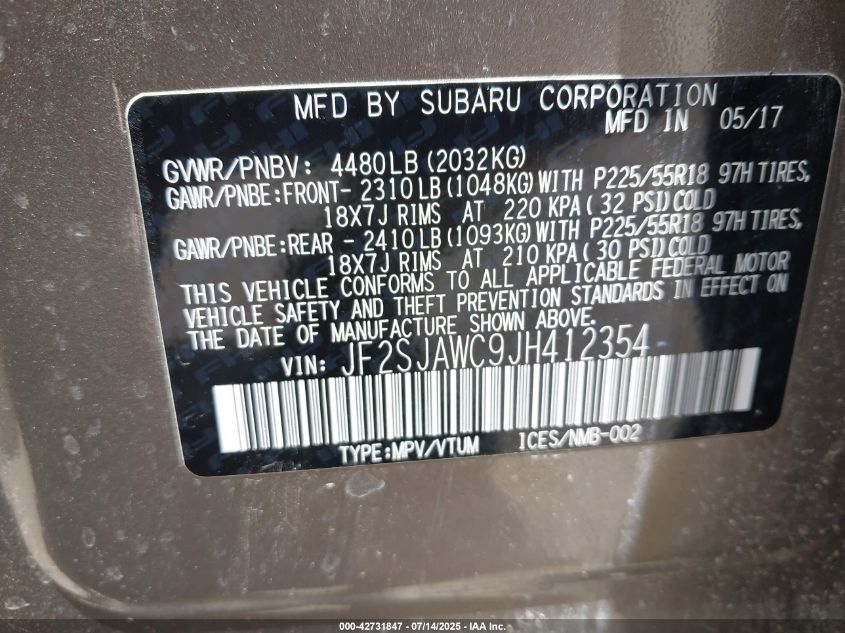 MFD BY SUBARU CORPORATION
MFD IN 05/17
GVWR/PNBV: 4480LB (2032KG)
GAWR/PNBE:FRONT- 2310LB (1048KG) WITH P225/55R18 97H TIRES,
18X7J RIMS AT 220 KPA ( 32 PSI) COLD
GAWR/PNBE:REAR - 2410LB (1093KG) WITH P225/55R18 97H TIRES,
18X7J RIMS AT 210 KPA ( 30 PSI) COLD
THIS VEHICLE CONFORMS TO ALL APPLICABLE FEDERAL MOTOR
VEHICLE SAFETY AND THEFT PREVENTION STANDARDS IN EFFECT ON
THE DATE OF MANUFACTURE SHOWN ABOVE.
VIN: JF2SJAWC9JH412354
TYPE:MPV/VTUM ICES/NMB-002
000-42731847 - 07/14/2025 - IAA Inc.